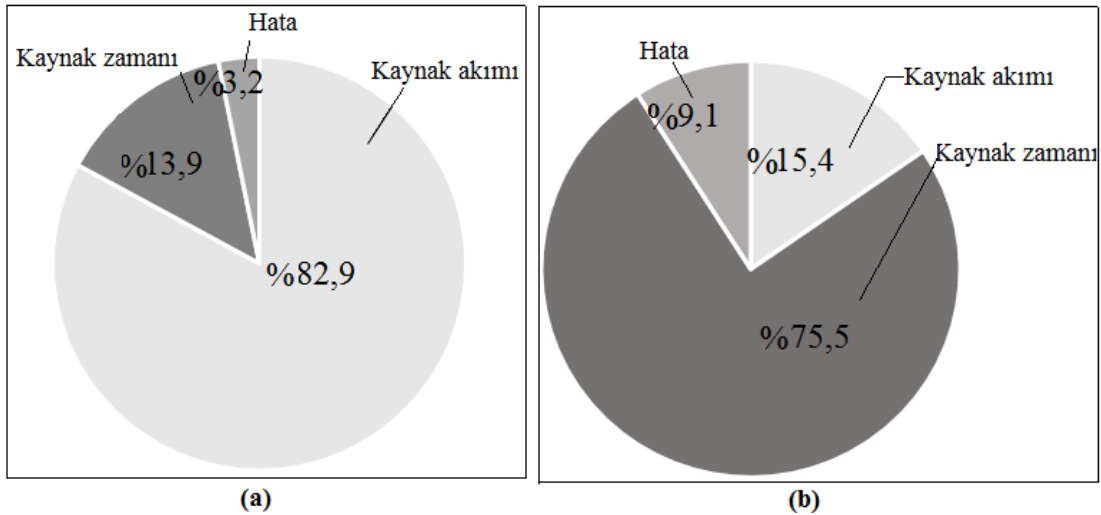 Hata
Kaynak zamanı
Kaynak akımı
%3,2
%13,9
%82,9
(a)
Hata
Kaynak akımı
%9,1
%15,4
Kaynak zamanı
%75,5
(b)